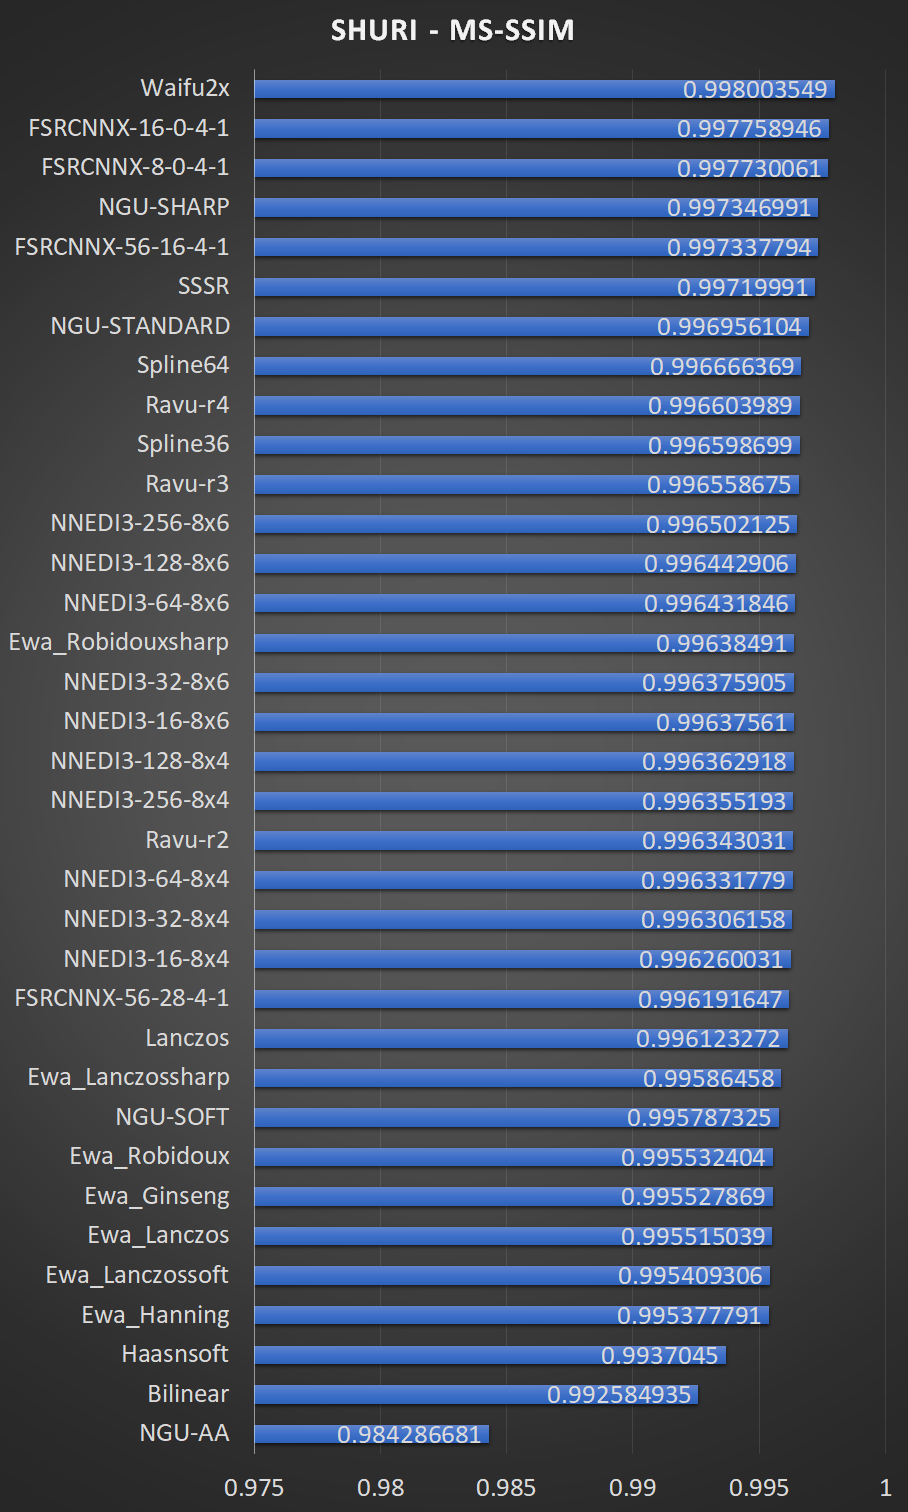 SHURI - MS-SSIM
Waifu2x 0.998003549
FSRCNNX-16-0-4-1 0.997758946
FSRCNNX-8-0-4-1 0.997730061
NGU-SHARP 0.997346991
FSRCNNX-56-16-4-1 0.997337794
SSSR 0.99719991
NGU-STANDARD 0.996956104
Spline64 0.996666369
Ravu-r4 0.996603989
Spline36 0.996598699
Ravu-r3 0.996558675
NNEDI3-256-8x6 0.996502125
NNEDI3-128-8x6 0.996442906
NNEDI3-64-8x6 0.996431846
Ewa_Robidouxsharp 0.99638491
NNEDI3-32-8x6 0.996375905
NNEDI3-16-8x6 0.99637561
NNEDI3-128-8x4 0.996362918
NNEDI3-256-8x4 0.996355193
Ravu-r2 0.996343031
NNEDI3-64-8x4 0.996331779
NNEDI3-32-8x4 0.996306158
NNEDI3-16-8x4 0.996260031
FSRCNNX-56-28-4-1 0.996191647
Lanczos 0.996123272
Ewa_Lanczossharp 0.99586458
NGU-SOFT 0.995787325
Ewa_Robidoux 0.995532404
Ewa_Ginseng 0.995527869
Ewa_Lanczos 0.995515039
Ewa_Lanczossoft 0.995409306
Ewa_Hanning 0.995377791
Haasnsoft 0.9937045
Bilinear 0.992584935
NGU-AA 0.984286681
0.975 0.98 0.985 0.99 0.995 1